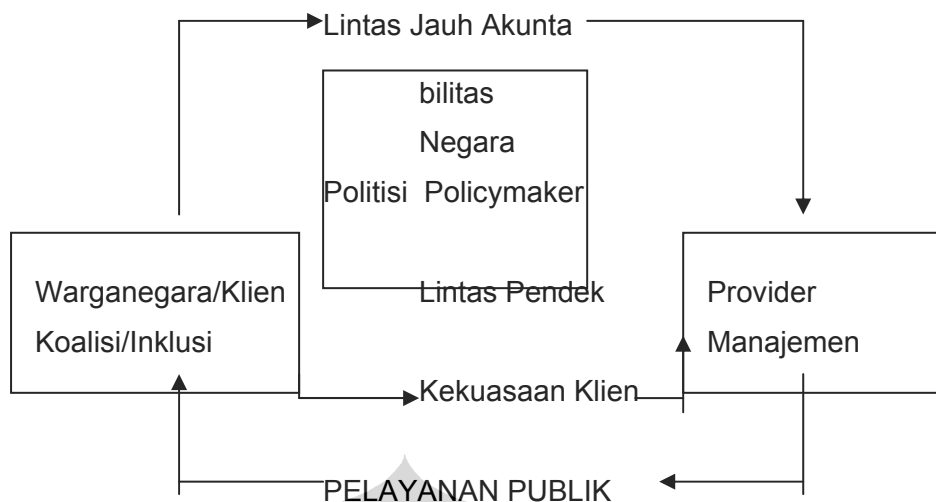 Lintas Jauh Akunta
bilitas
Negara
Politisi Policymaker
Warganegara/Klien Lintas Pendek Provider
Koalisi/Inklusi Manajemen
Kekuasaan Klien
PELAYANAN PUBLIK